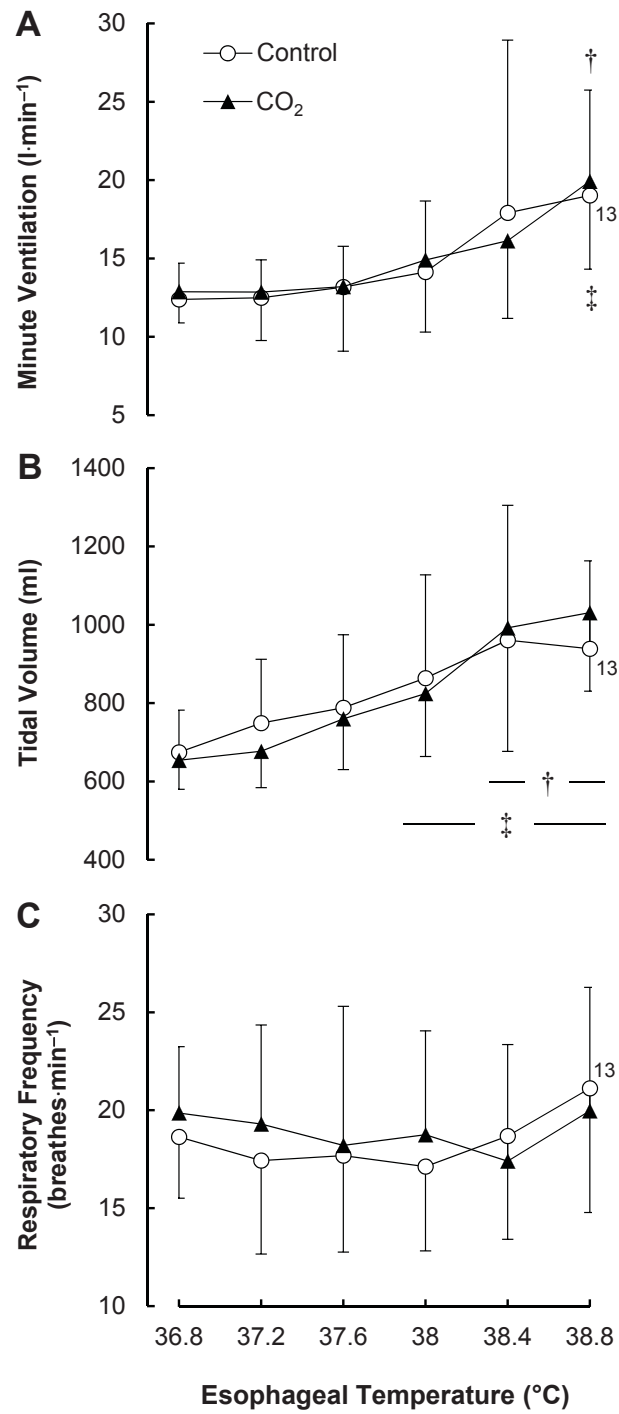 A
30
25
20
15
10
5
Minute Ventilation (l·min⁻¹)
Control
CO₂
†
13
‡
B
1400
1200
1000
800
600
400
Tidal Volume (ml)
13
†
‡
C
30
25
20
15
10
Respiratory Frequency
(breathes·min⁻¹)
13
36.8 37.2 37.6 38 38.4 38.8
Esophageal Temperature (°C)